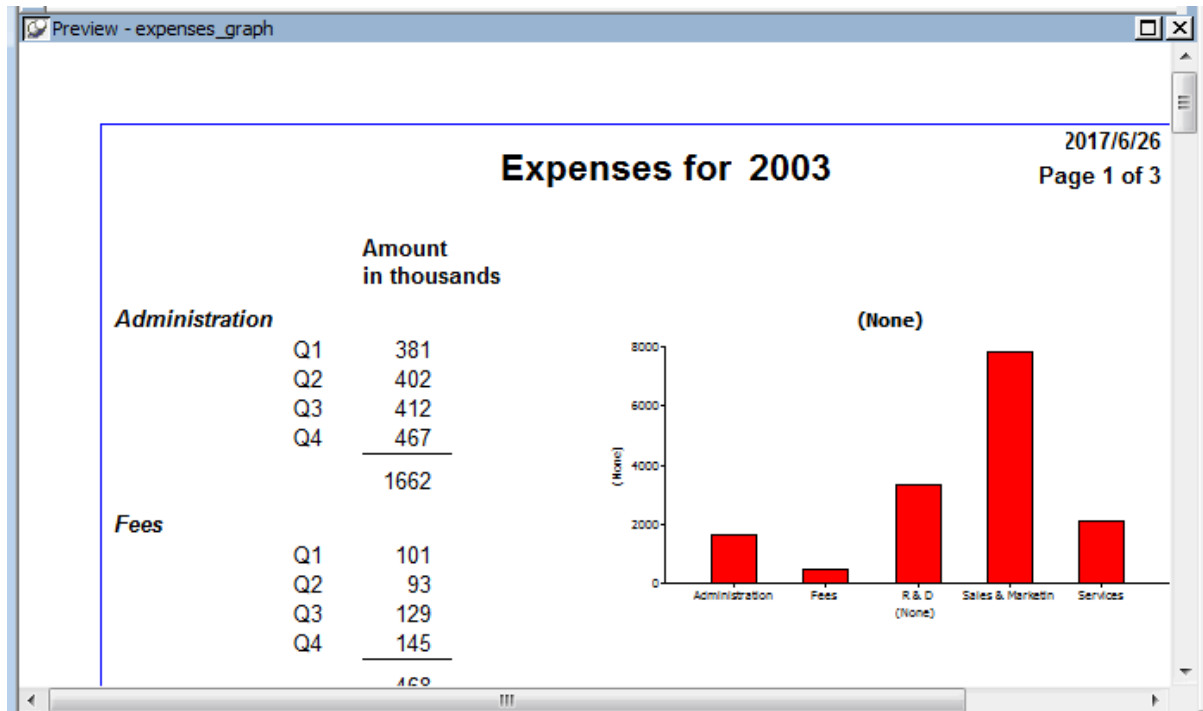 Preview - expenses_graph
2017/6/26
Expenses for 2003
Page 1 of 3
Amount
in thousands
Administration
Q1 381
Q2 402
Q3 412
Q4 467
1662
Fees
Q1 101
Q2 93
Q3 129
Q4 145
468
(None)
8000
6000
4000
2000
0
(None)
Administration Fees R & D Sales & Marketin Services
(None)